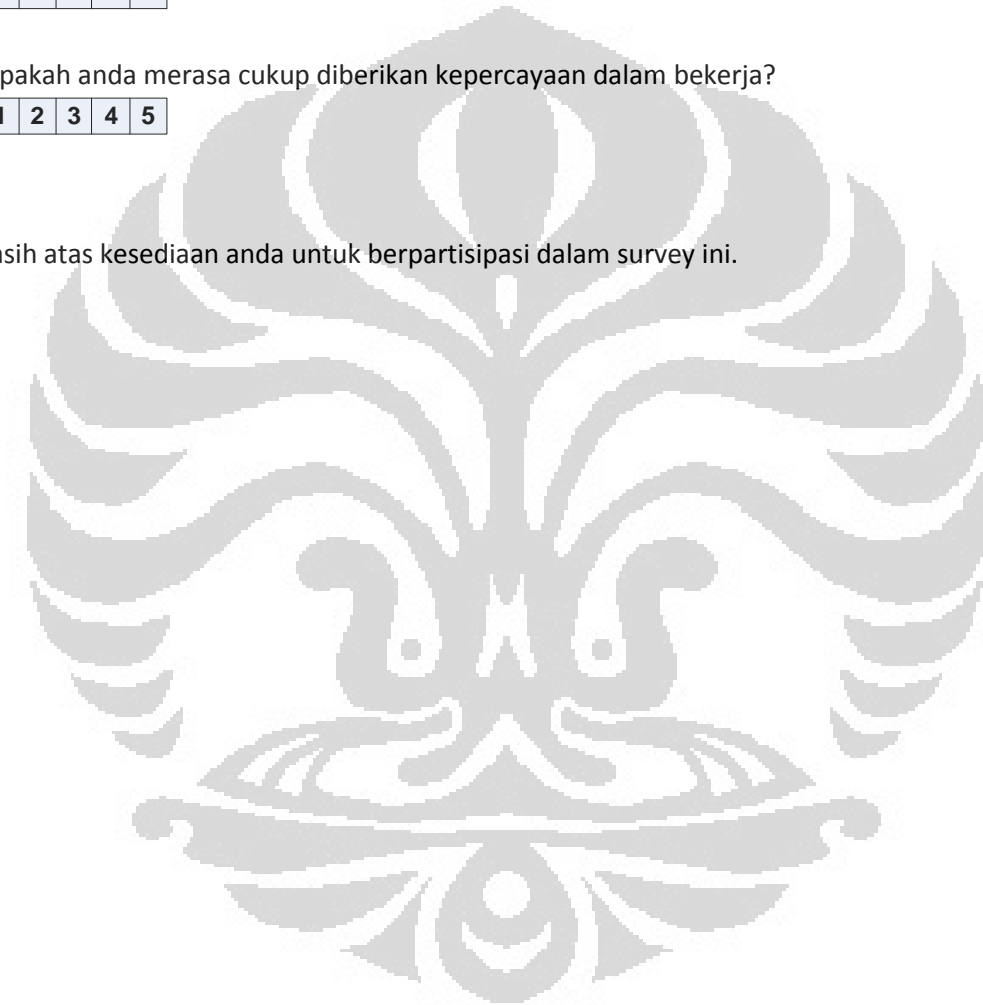 pakah anda merasa cukup diberikan kepercayaan dalam bekerja?
1 2 3 4 5
asih atas kesediaan anda untuk berpartisipasi dalam survey ini.